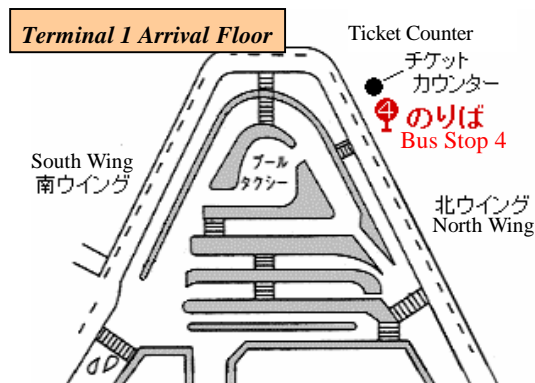 Terminal 1 Arrival Floor
Ticket Counter
チケット
カウンター
4 のりば
Bus Stop 4
South Wing
南ウイング
プール
タクシー
北ウイング
North Wing